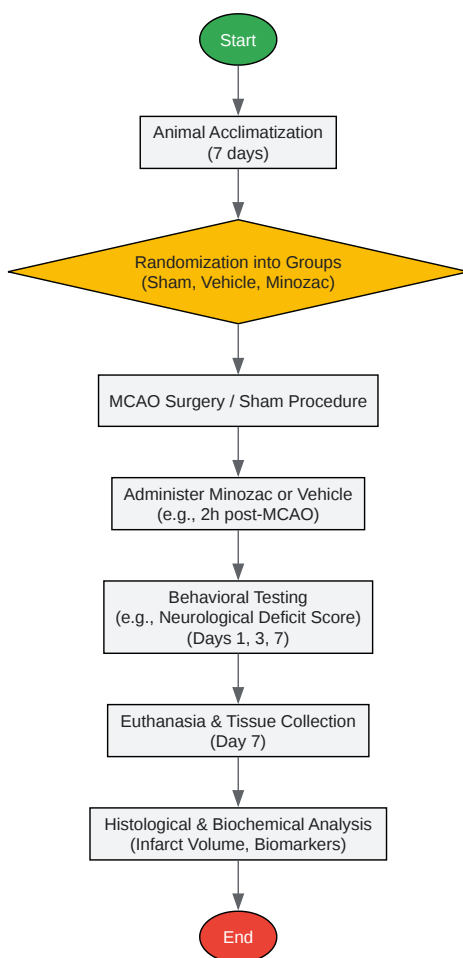 Start
Animal Acclimatization
(7 days)
Randomization into Groups
(Sham, Vehicle, Minozac)
MCAO Surgery / Sham Procedure
Administer Minozac or Vehicle
(e.g., 2h post-MCAO)
Behavioral Testing
(e.g., Neurological Deficit Score)
(Days 1, 3, 7)
Euthanasia & Tissue Collection
(Day 7)
Histological & Biochemical Analysis
(Infarct Volume, Biomarkers)
End